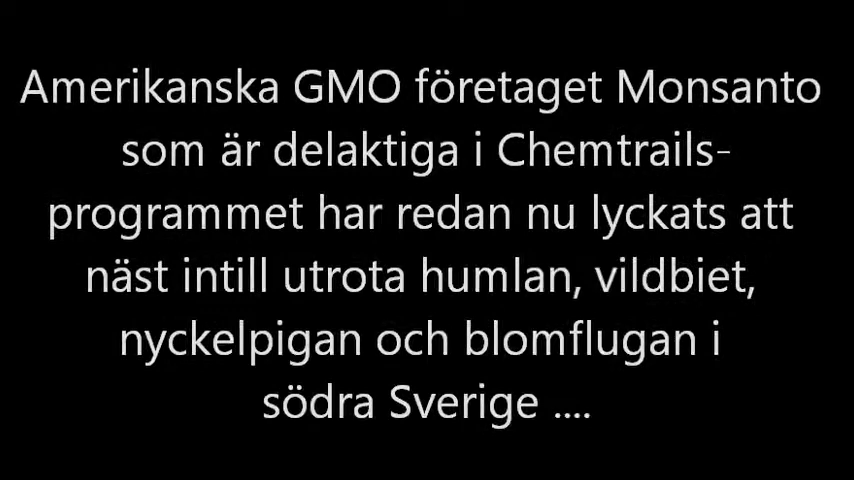 Amerikanska GMO företaget Monsanto
som är delaktiga i Chemtrails-
programmet har redan nu lyckats att
näst intill utrota humlan, vildbiet,
nyckelpigan och blomflugan i
södra Sverige ....